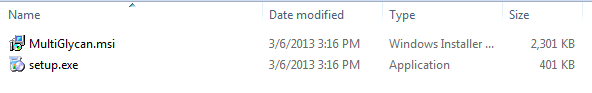 Name Date modified Type Size
MultiGlycan.msi 3/6/2013 3:16 PM Windows Installer ... 2,301 KB
setup.exe 3/6/2013 3:16 PM Application 401 KB